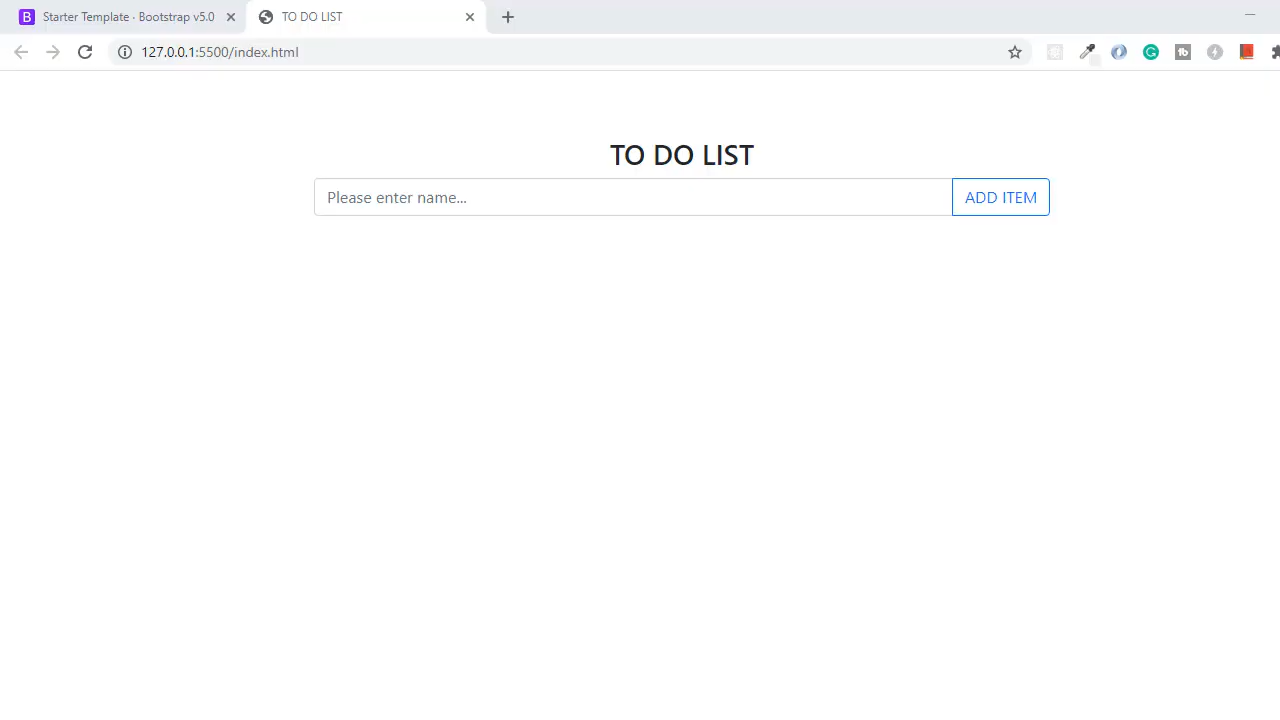 Starter Template · Bootstrap v5.0
TO DO LIST
127.0.0.1:5500/index.html
TO DO LIST
Please enter name...
ADD ITEM